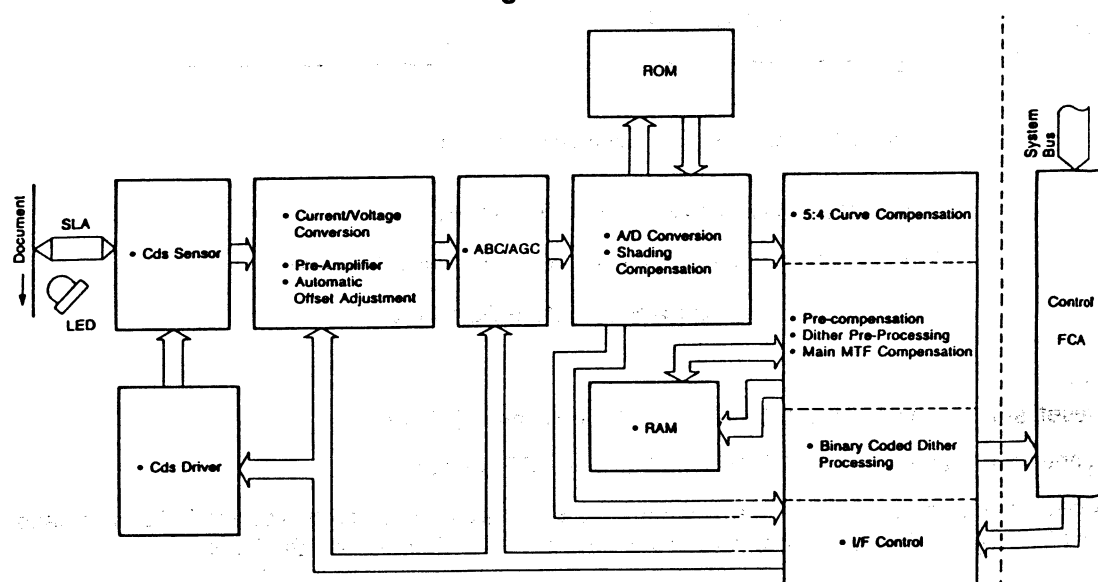 ROM
System
Bus
Document
SLA
LED
• Cds Sensor
• Current/Voltage
Conversion
• Pre-Amplifier
• Automatic
Offset Adjustment
• ABC/AGC
• A/D Conversion
• Shading
Compensation
• 5:4 Curve Compensation
• Pre-compensation
• Dither Pre-Processing
• Main MTF Compensation
• Binary Coded Dither
Processing
• I/F Control
Control
FCA
• RAM
• Cds Driver